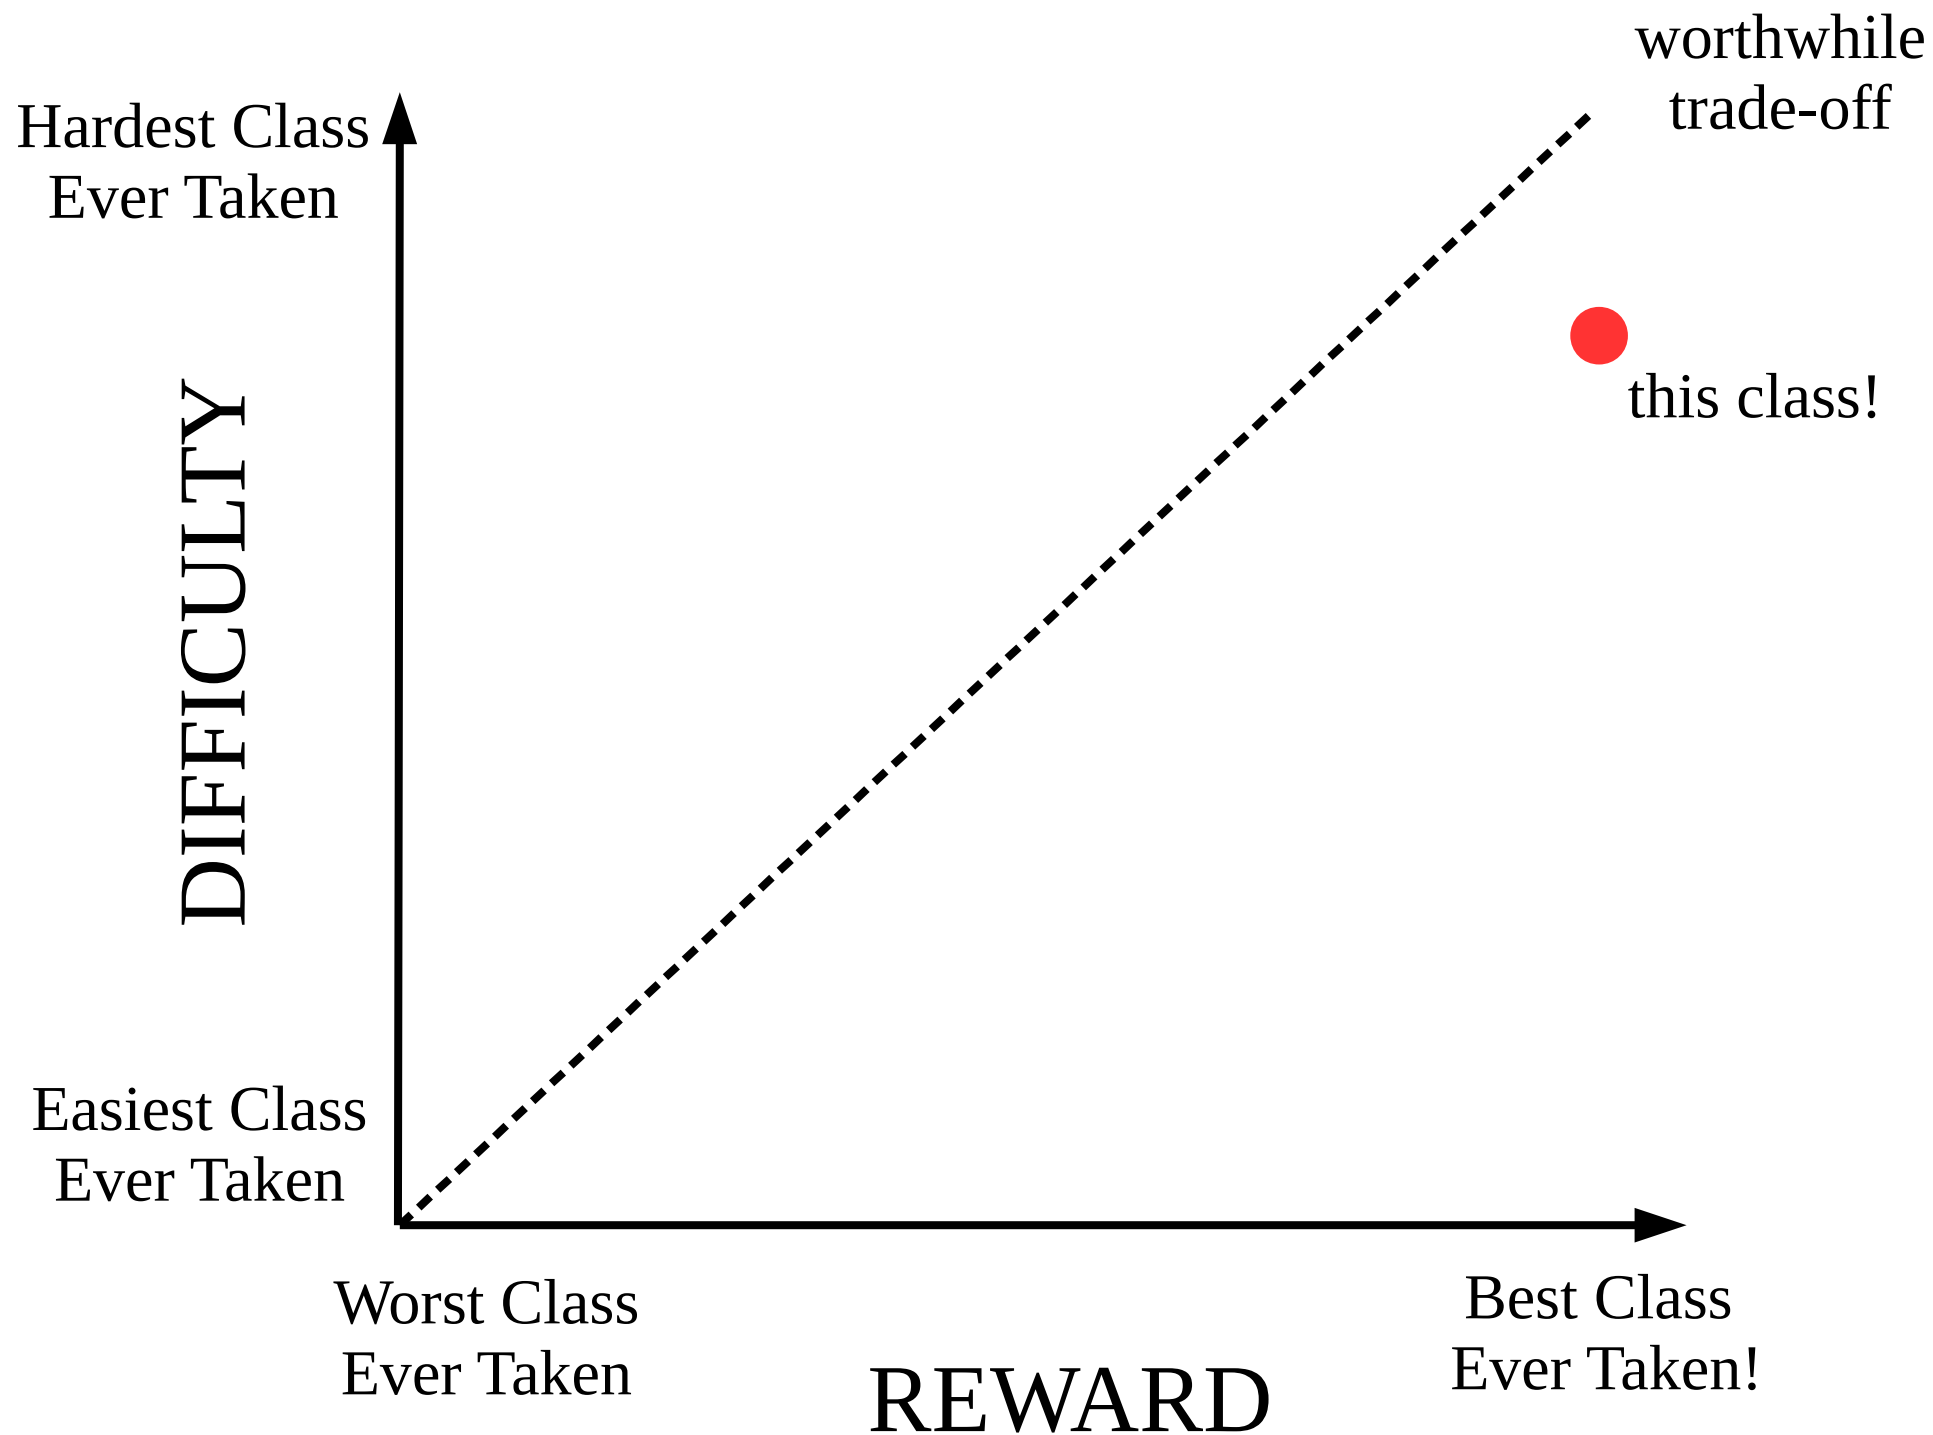 worthwhile
trade-off
Hardest Class
Ever Taken
this class!
DIFFICULTY
Easiest Class
Ever Taken
Worst Class
Ever Taken
Best Class
Ever Taken!
REWARD